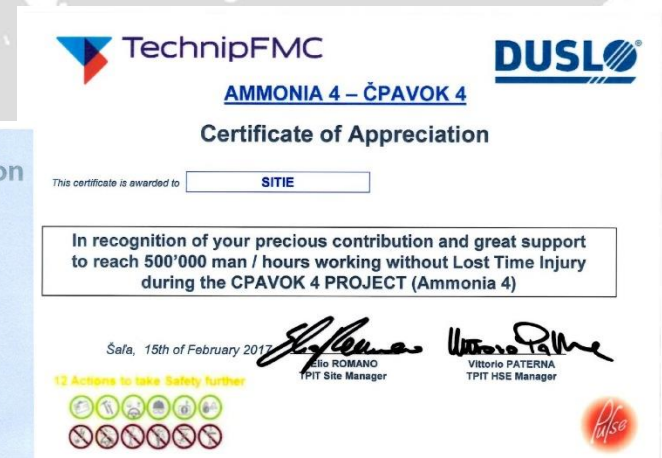 TechnipFMC
DUSLO®
AMMONIA 4 – ČPAVOK 4
Certificate of Appreciation
on
This certificate is awarded to SITIE
In recognition of your precious contribution and great support
to reach 500'000 man / hours working without Lost Time Injury
during the CPAVOK 4 PROJECT (Ammonia 4)
Šaľa, 15th of February 2017
Elio ROMANO
TPIT Site Manager
Vittorio PATERNA
TPIT HSE Manager
12 Actions to take Safety further
Pulse